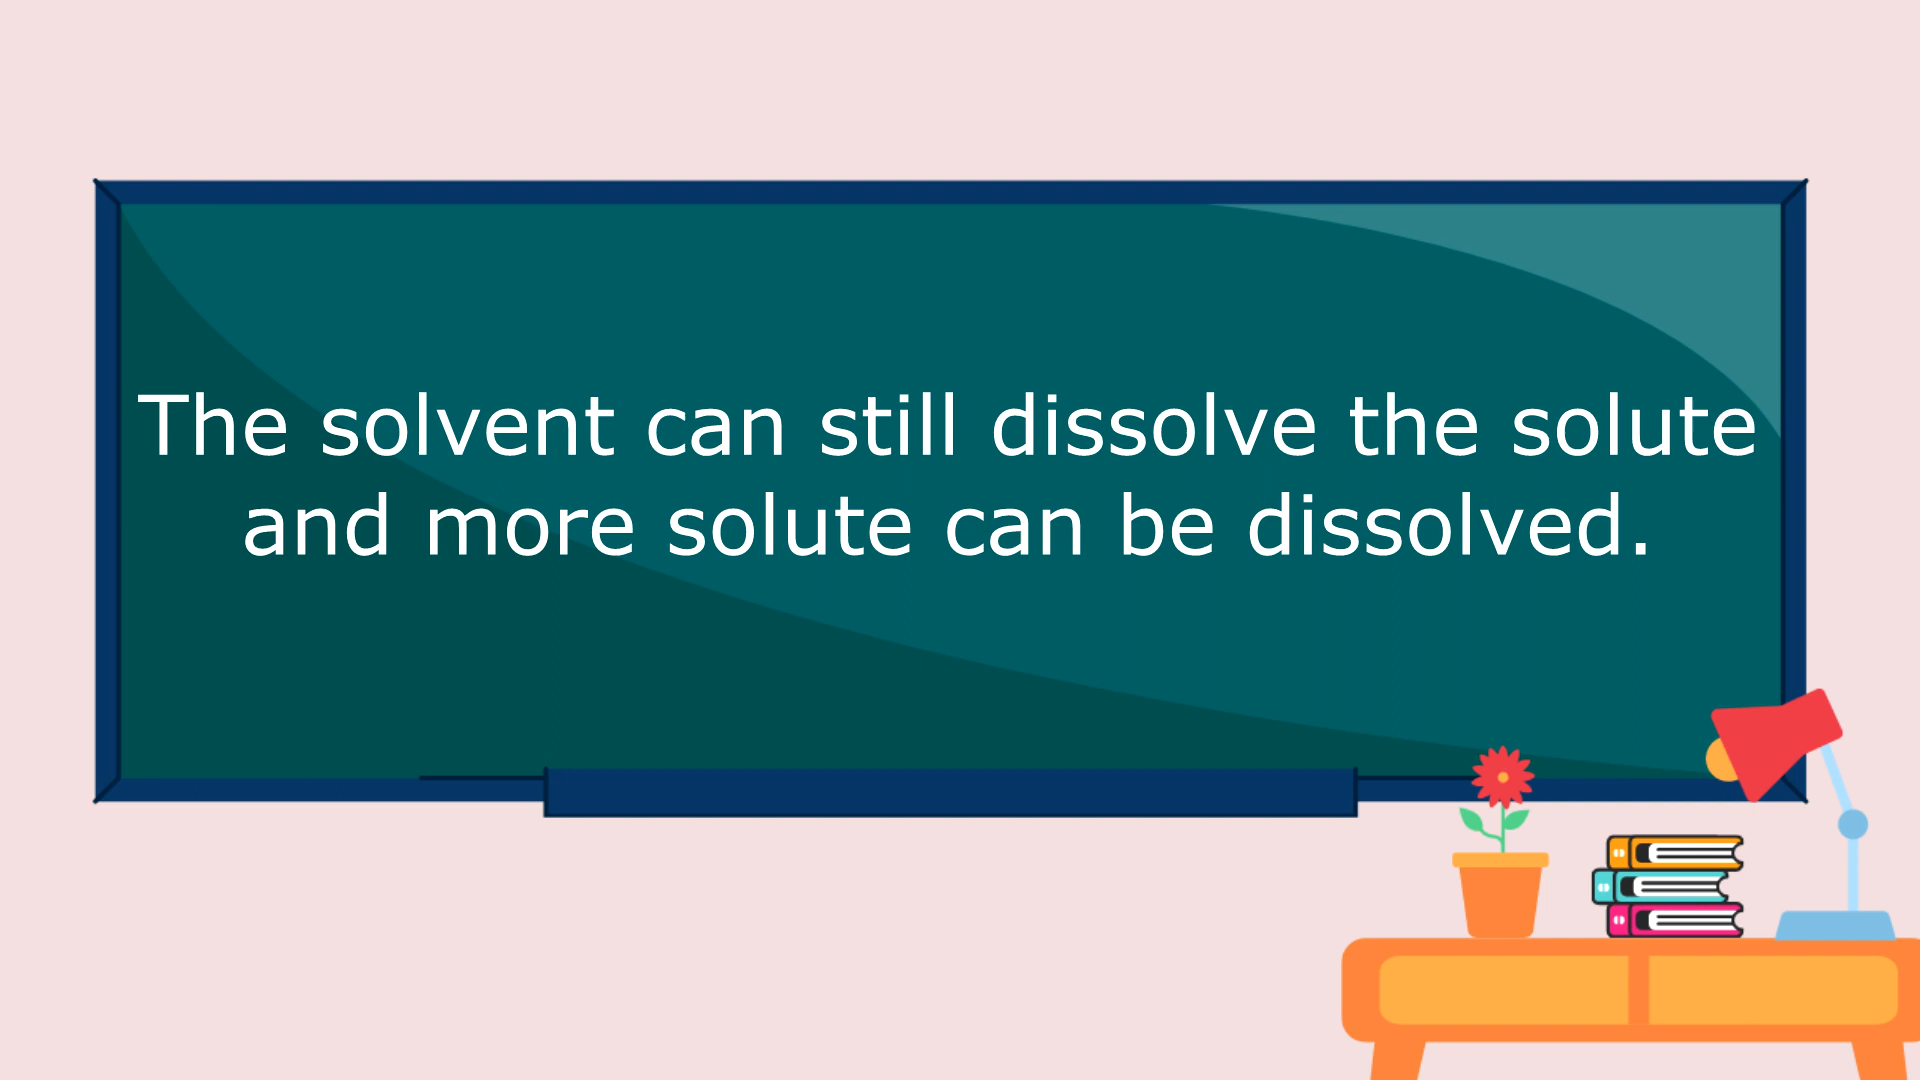 The solvent can still dissolve the solute
and more solute can be dissolved.